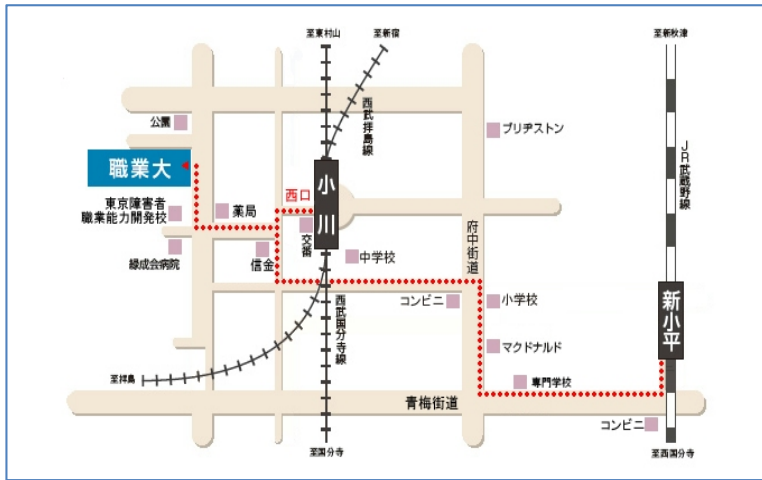 至東村山
至新宿
至新秋津
西武拝島線
公園
ブリヂストン
JR武蔵野線
職業大
小川
西口
東京障害者
職業能力開発校
薬局
交番
府中街道
緑成会病院
信金
中学校
新小平
西武国分寺線
コンビニ
小学校
マクドナルド
至拝島
専門学校
青梅街道
コンビニ
至国分寺
至西国分寺